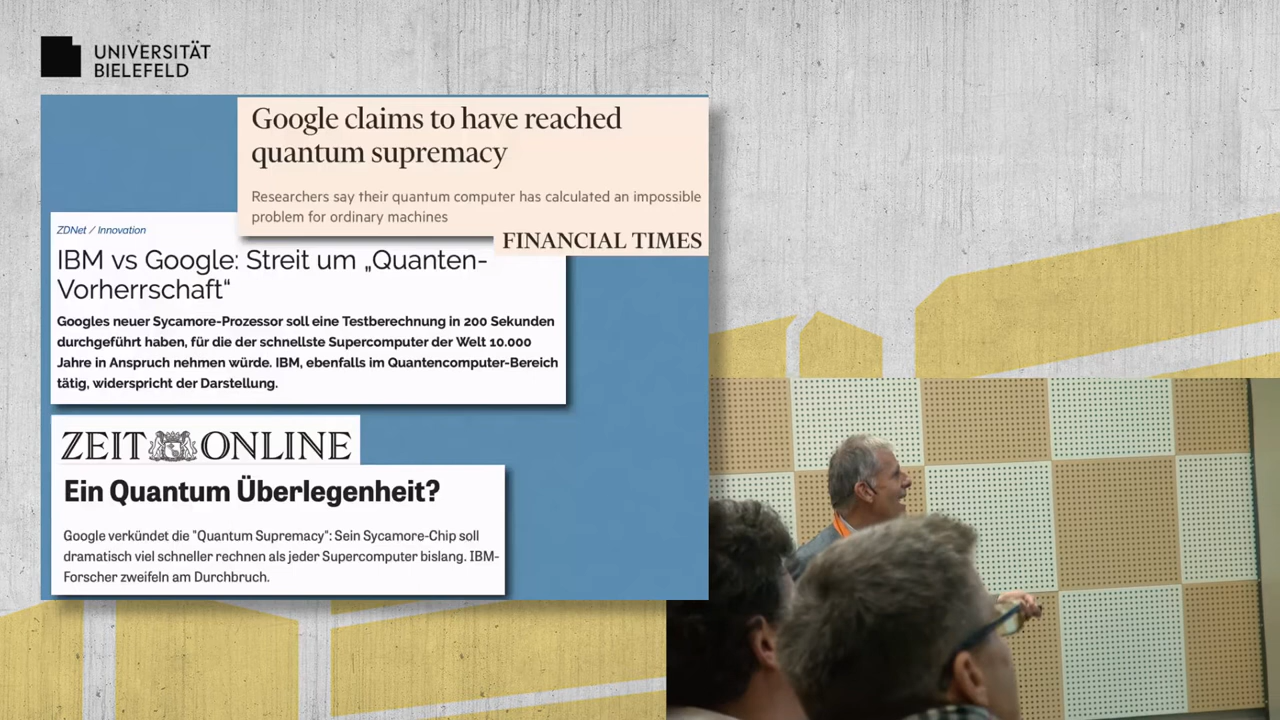 UNIVERSITÄT
BIELEFELD
Google claims to have reached
quantum supremacy
Researchers say their quantum computer has calculated an impossible
problem for ordinary machines
FINANCIAL TIMES
ZDNet / Innovation
IBM vs Google: Streit um „Quanten-
Vorherrschaft“
Googles neuer Sycamore-Prozessor soll eine Testberechnung in 200 Sekunden
durchgeführt haben, für die der schnellste Supercomputer der Welt 10.000
Jahre in Anspruch nehmen würde. IBM, ebenfalls im Quantencomputer-Bereich
tätig, widerspricht der Darstellung.
ZEIT ONLINE
Ein Quantum Überlegenheit?
Google verkündet die "Quantum Supremacy": Sein Sycamore-Chip soll
dramatisch viel schneller rechnen als jeder Supercomputer bislang. IBM-
Forscher zweifeln am Durchbruch.